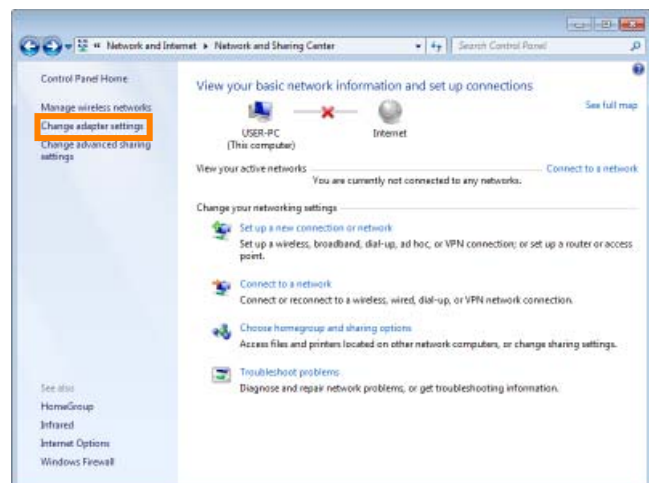 « Network and Internet ▸ Network and Sharing Center
Search Control Panel
Control Panel Home
Manage wireless networks
Change adapter settings
Change advanced sharing
settings
See also
HomeGroup
Infrared
Internet Options
Windows Firewall
View your basic network information and set up connections
See full map
USER-PC
(This computer)
Internet
View your active networks
Connect to a network
You are currently not connected to any networks.
Change your networking settings
Set up a new connection or network
Set up a wireless, broadband, dial-up, ad hoc, or VPN connection; or set up a router or access
point.
Connect to a network
Connect or reconnect to a wireless, wired, dial-up, or VPN network connection.
Choose homegroup and sharing options
Access files and printers located on other network computers, or change sharing settings.
Troubleshoot problems
Diagnose and repair network problems, or get troubleshooting information.